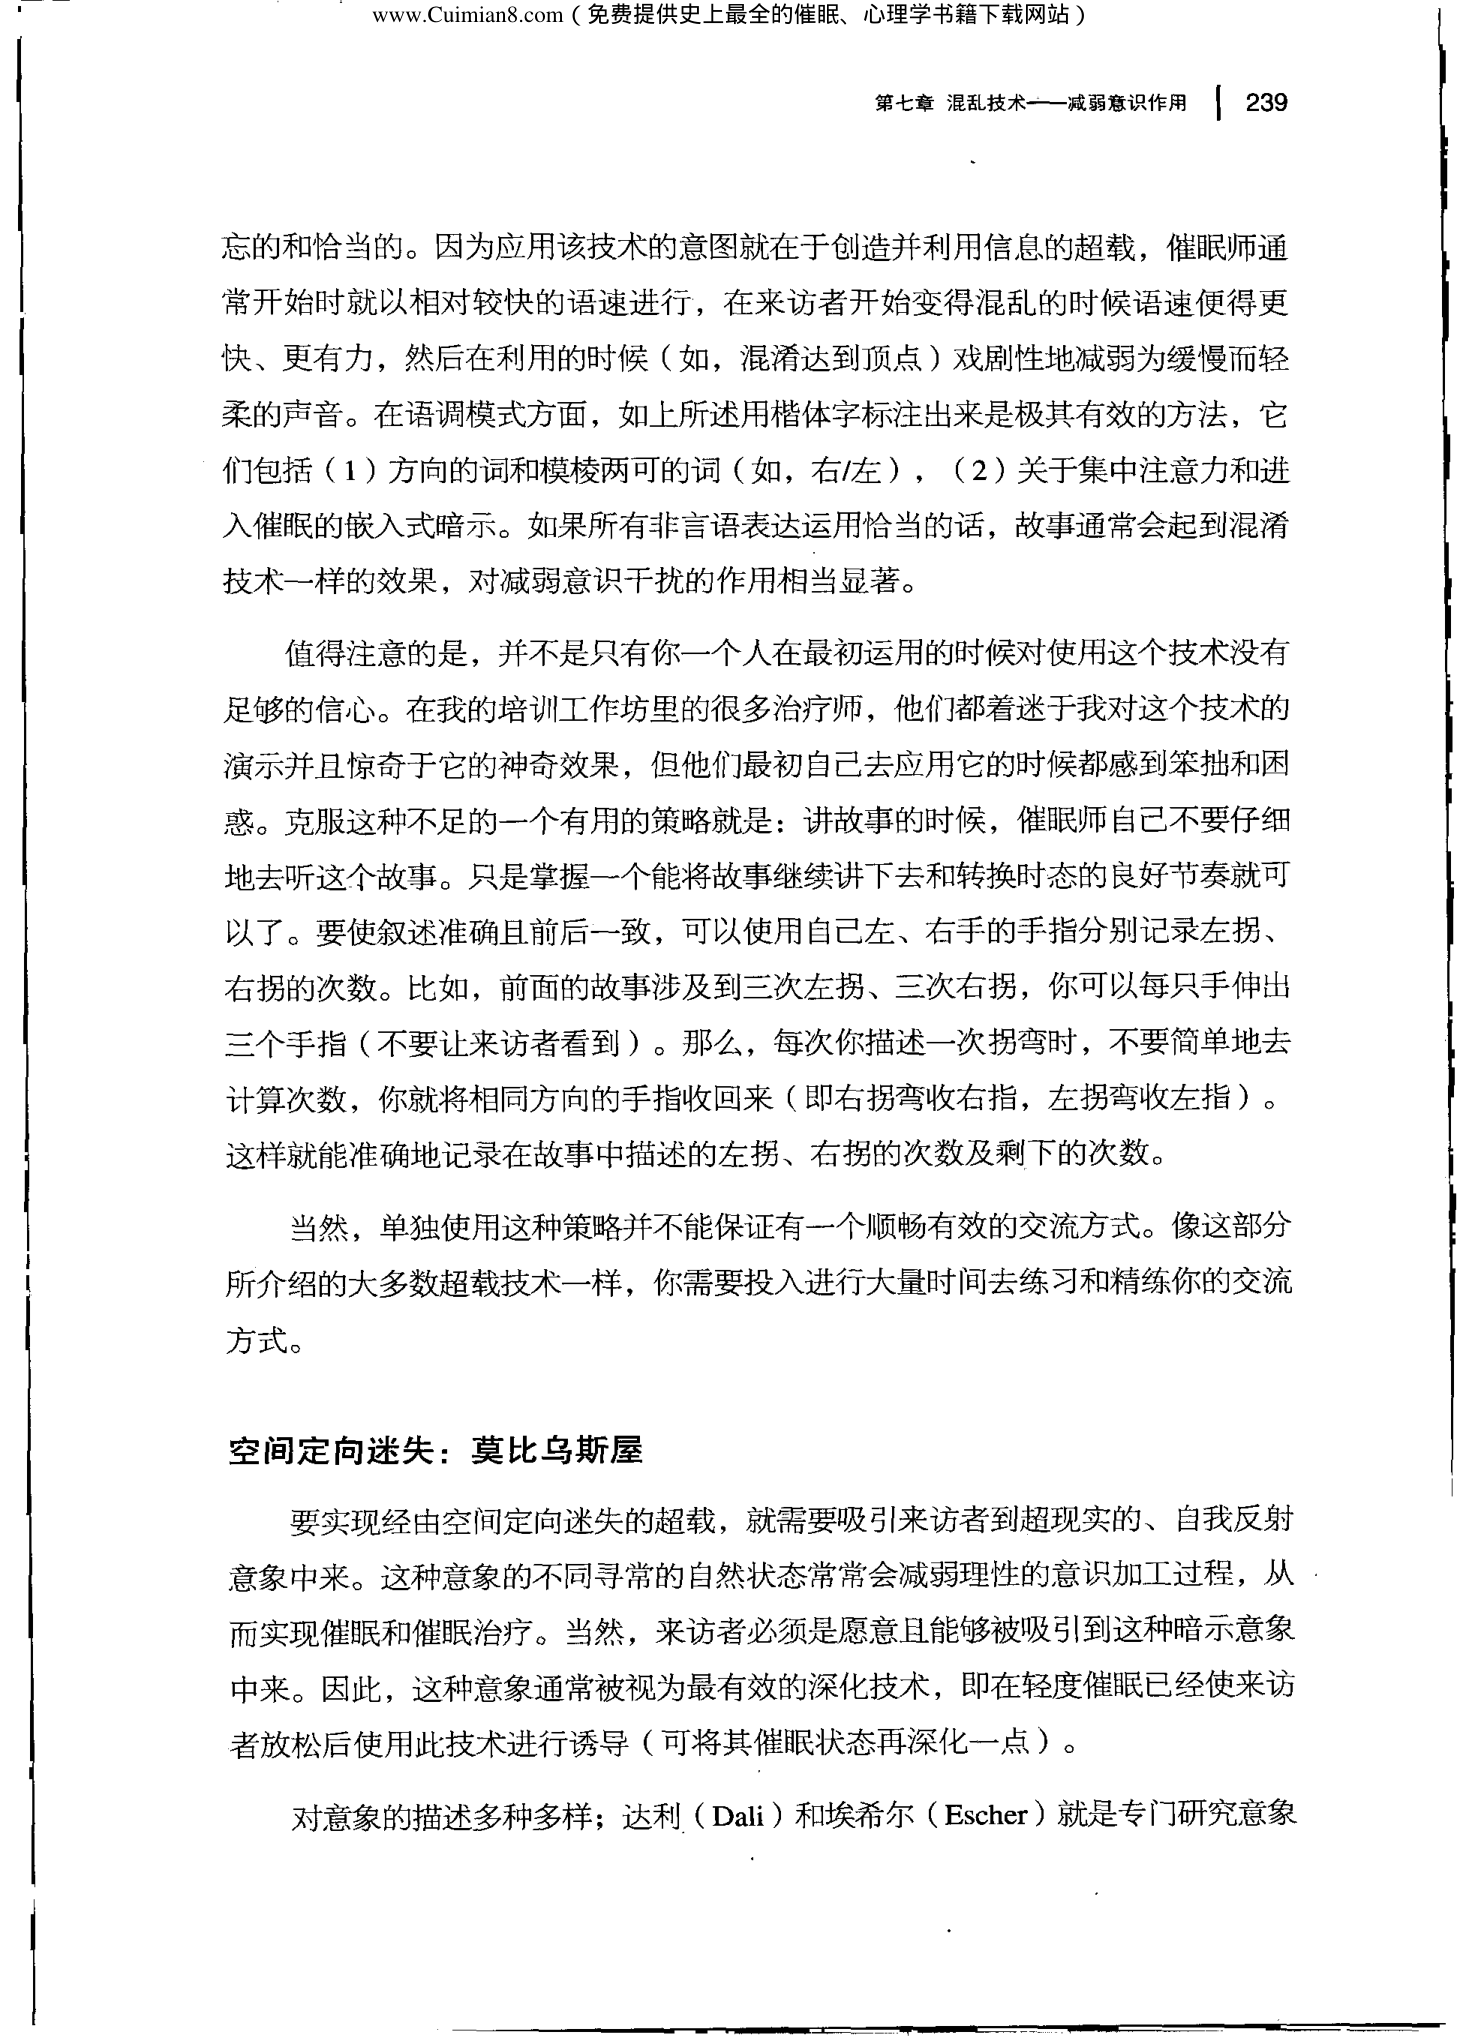 www.Cuimian8.com（免费提供史上最全的催眠、心理学书籍下载网站）
第七章 混乱技术——减弱意识作用 239
忘的和恰当的。因为应用该技术的意图就在于创造并利用信息的超载，催眠师通
常开始时就以相对较快的语速进行，在来访者开始变得混乱的时候语速便得更
快、更有力，然后在利用的时候（如，混淆达到顶点）戏剧性地减弱为缓慢而轻
柔的声音。在语调模式方面，如上所述用楷体字标注出来是极其有效的方法，它
们包括（1）方向的词和模棱两可的词（如，右/左），（2）关于集中注意力和进
入催眠的嵌入式暗示。如果所有非言语表达运用恰当的话，故事通常会起到混淆
技术一样的效果，对减弱意识干扰的作用相当显著。
值得注意的是，并不是只有你一个人在最初运用的时候对使用这个技术没有
足够的信心。在我的培训工作坊里的很多治疗师，他们都着迷于我对这个技术的
演示并且惊奇于它的神奇效果，但他们最初自己去应用它的时候都感到笨拙和困
惑。克服这种不足的一个有用的策略就是：讲故事的时候，催眠师自己不要仔细
地去听这个故事。只是掌握一个能将故事继续讲下去和转换时态的良好节奏就可
以了。要使叙述准确且前后一致，可以使用自己左、右手的手指分别记录左拐、
右拐的次数。比如，前面的故事涉及到三次左拐、三次右拐，你可以每只手伸出
三个手指（不要让来访者看到）。那么，每次你描述一次拐弯时，不要简单地去
计算次数，你就将相同方向的手指收回来（即右拐弯收右指，左拐弯收左指）。
这样就能准确地记录在故事中描述的左拐、右拐的次数及剩下的次数。
当然，单独使用这种策略并不能保证有一个顺畅有效的交流方式。像这部分
所介绍的大多数超载技术一样，你需要投入进行大量时间去练习和精练你的交流
方式。
空间定向迷失：莫比乌斯屋
要实现经由空间定向迷失的超载，就需要吸引来访者到超现实的、自我反射
意象中来。这种意象的不同寻常的自然状态常常会减弱理性的意识加工过程，从
而实现催眠和催眠治疗。当然，来访者必须是愿意且能够被吸引到这种暗示意象
中来。因此，这种意象通常被视为最有效的深化技术，即在轻度催眠已经使来访
者放松后使用此技术进行诱导（可将其催眠状态再深化一点）。
对意象的描述多种多样；达利（Dali）和埃希尔（Escher）就是专门研究意象